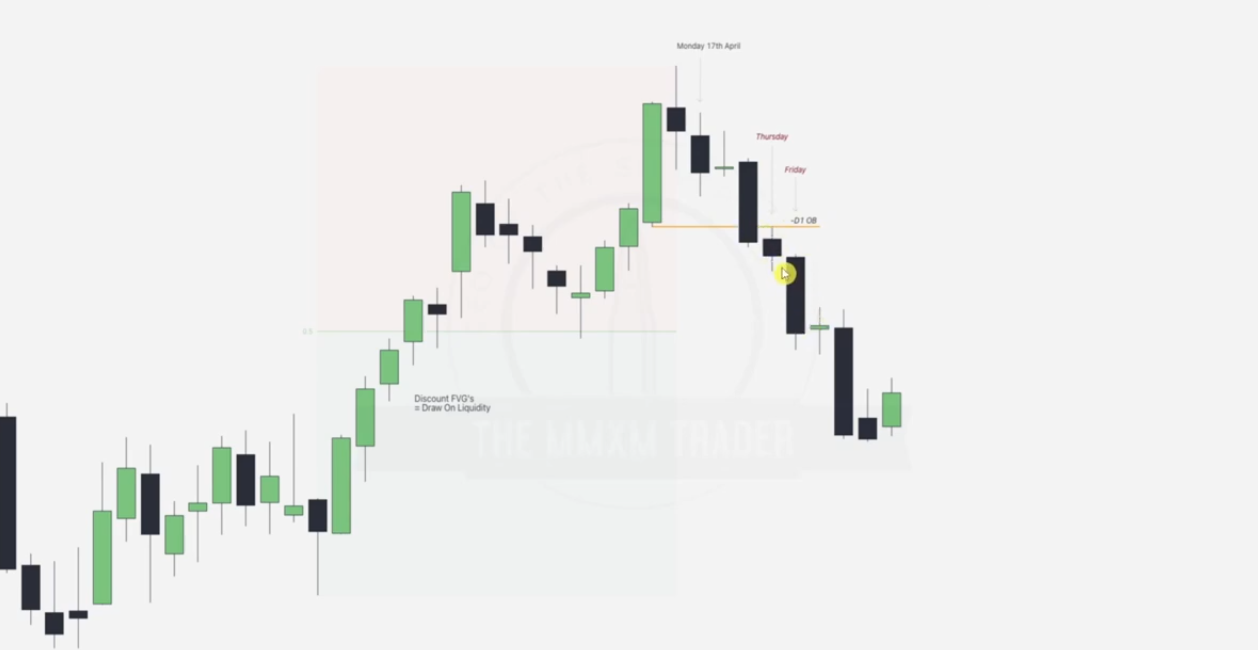 Monday 17th April
Thursday
Friday
-D1 OB
0.5
Discount FVG's
= Draw On Liquidity
THE MMXM TRADER